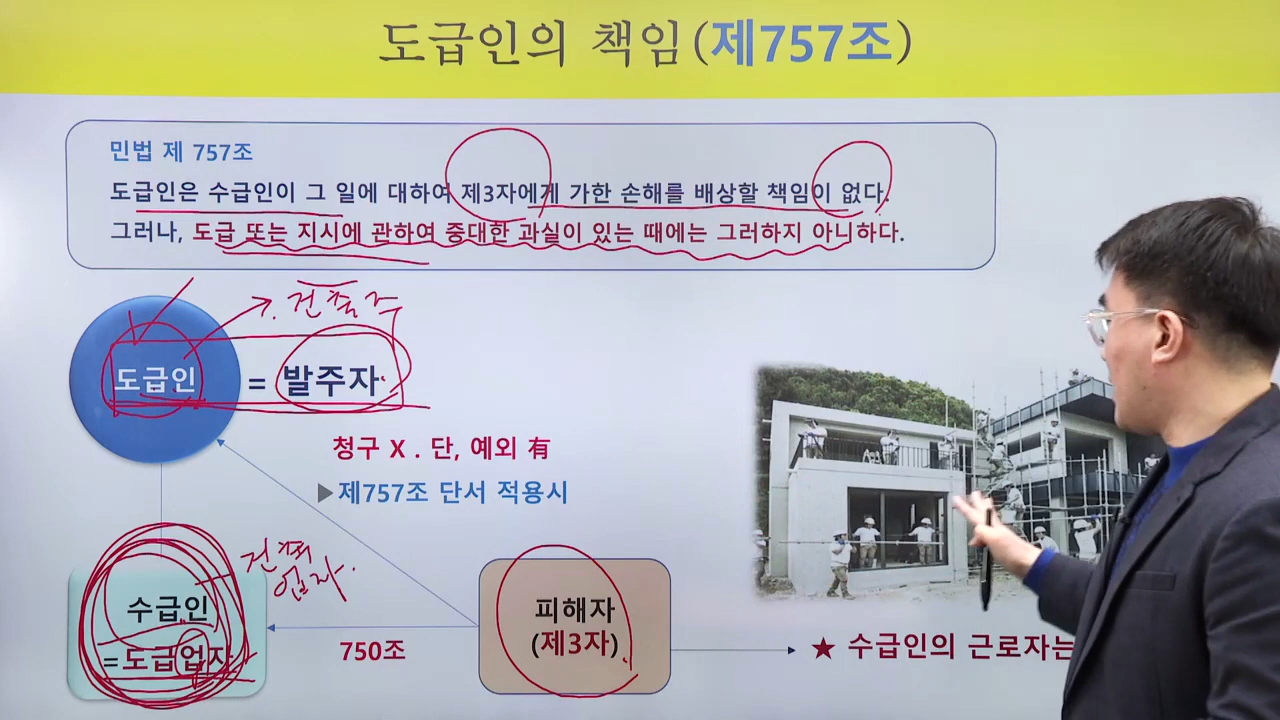 도급인의 책임(제757조)
민법 제 757조
도급인은 수급인이 그 일에 대하여 제3자에게 가한 손해를 배상할 책임이 없다.
그러나, 도급 또는 지시에 관하여 중대한 과실이 있는 때에는 그러하지 아니하다.
건축주
도급인 = 발주자
청구 X . 단, 예외 有
▶제757조 단서 적용시
건축
업자
수급인
=도급업자
750조
피해자
(제3자)
★ 수급인의 근로자는